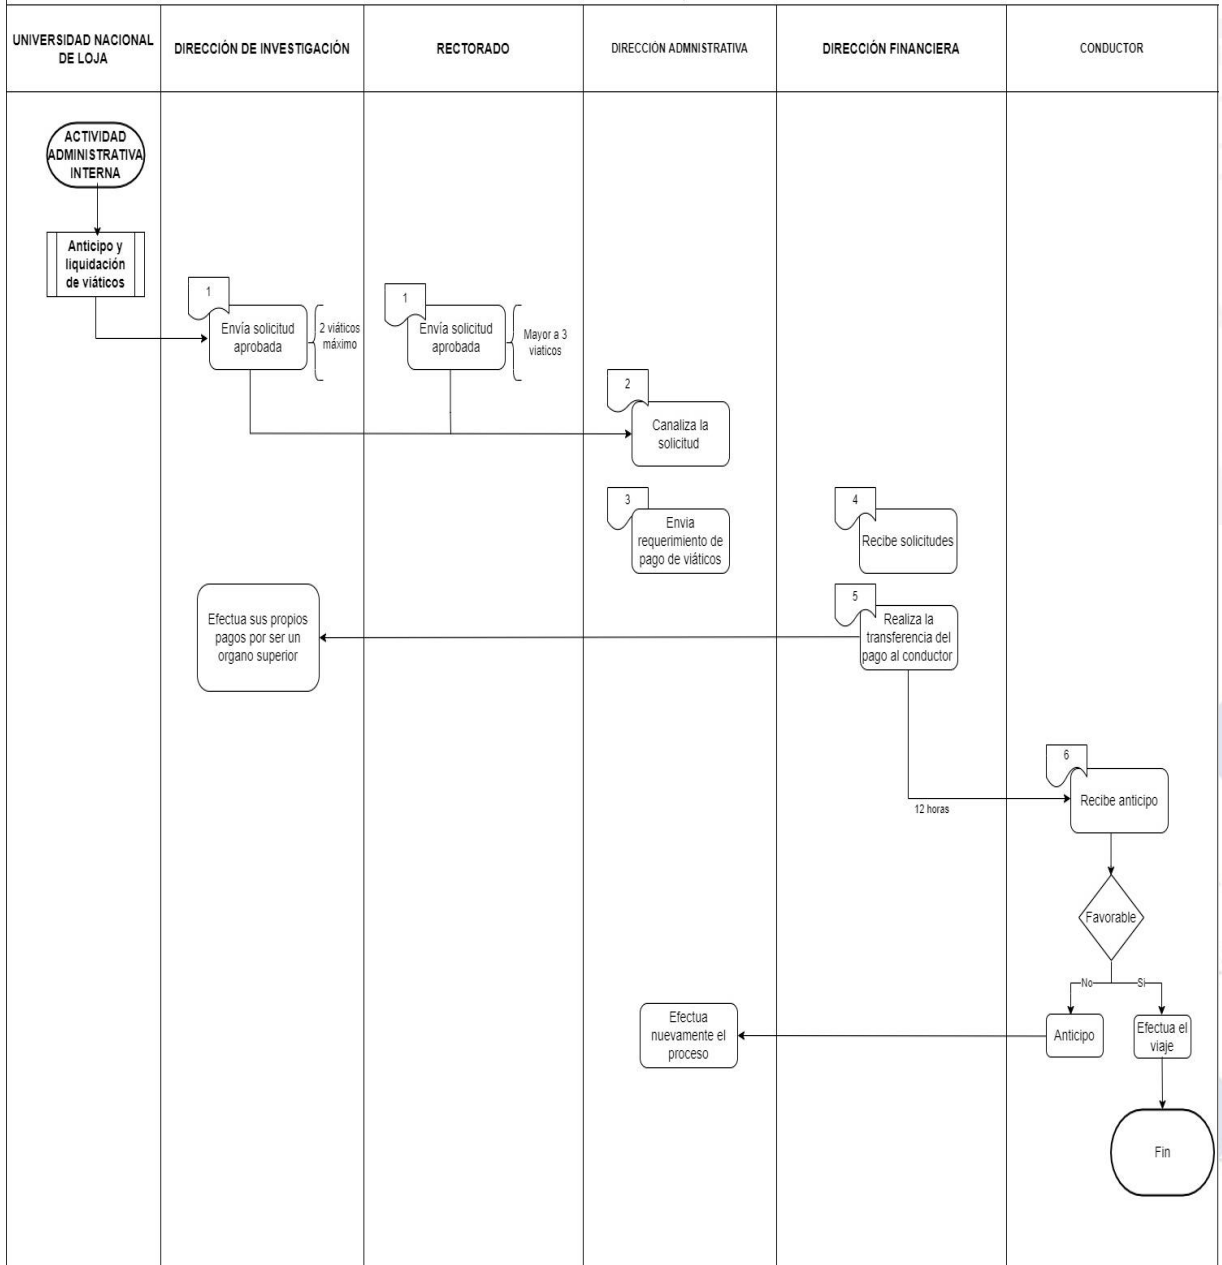 UNIVERSIDAD NACIONAL
DE LOJA
DIRECCIÓN DE INVESTIGACIÓN
RECTORADO
DIRECCIÓN ADMNISTRATIVA
DIRECCIÓN FINANCIERA
CONDUCTOR
ACTIVIDAD
ADMINISTRATIVA
INTERNA
Anticipo y
liquidación
de viáticos
1
Envía solicitud
aprobada
2 viáticos
máximo
1
Envía solicitud
aprobada
Mayor a 3
viaticos
2
Canaliza la
solicitud
3
Envia
requerimiento de
pago de viáticos
4
Recibe solicitudes
5
Realiza la
transferencia del
pago al conductor
Efectua sus propios
pagos por ser un
organo superior
12 horas
6
Recibe anticipo
Favorable
No
Si
Anticipo
Efectua el
viaje
Efectua
nuevamente el
proceso
Fin